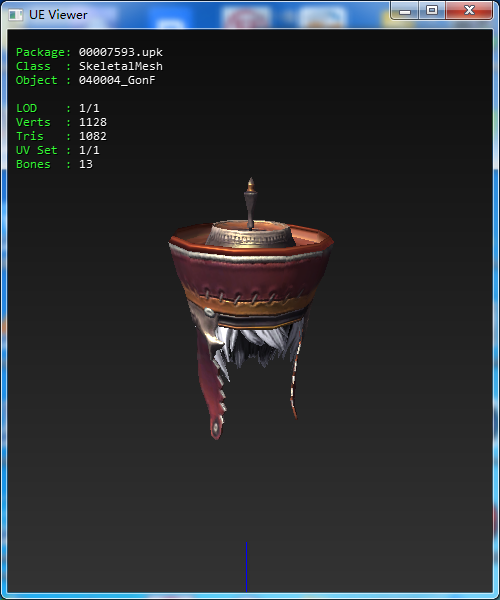 UE Viewer
Package: 00007593.upk
Class : SkeletalMesh
Object : 040004_GonF
LOD : 1/1
Verts : 1128
Tris : 1082
UV Set : 1/1
Bones : 13